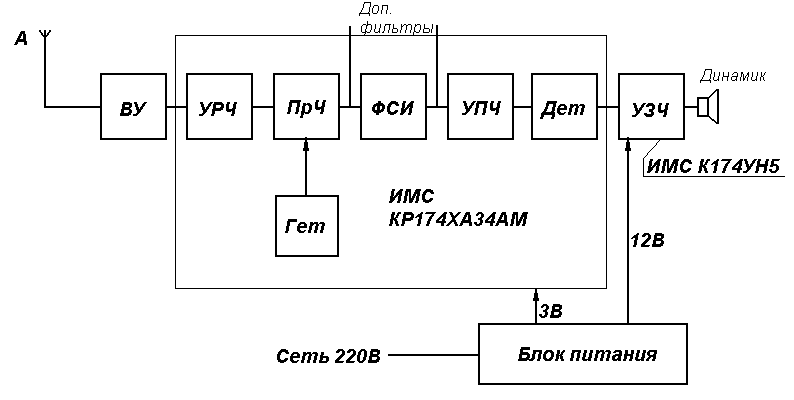 Доп.
фильтры
А
Динамик
ВУ
УРЧ
ПрЧ
ФСИ
УПЧ
Дет
УЗЧ
ИМС К174УН5
ИМС
КР174ХА34АМ
Гет
12В
3В
Сеть 220В
Блок питания